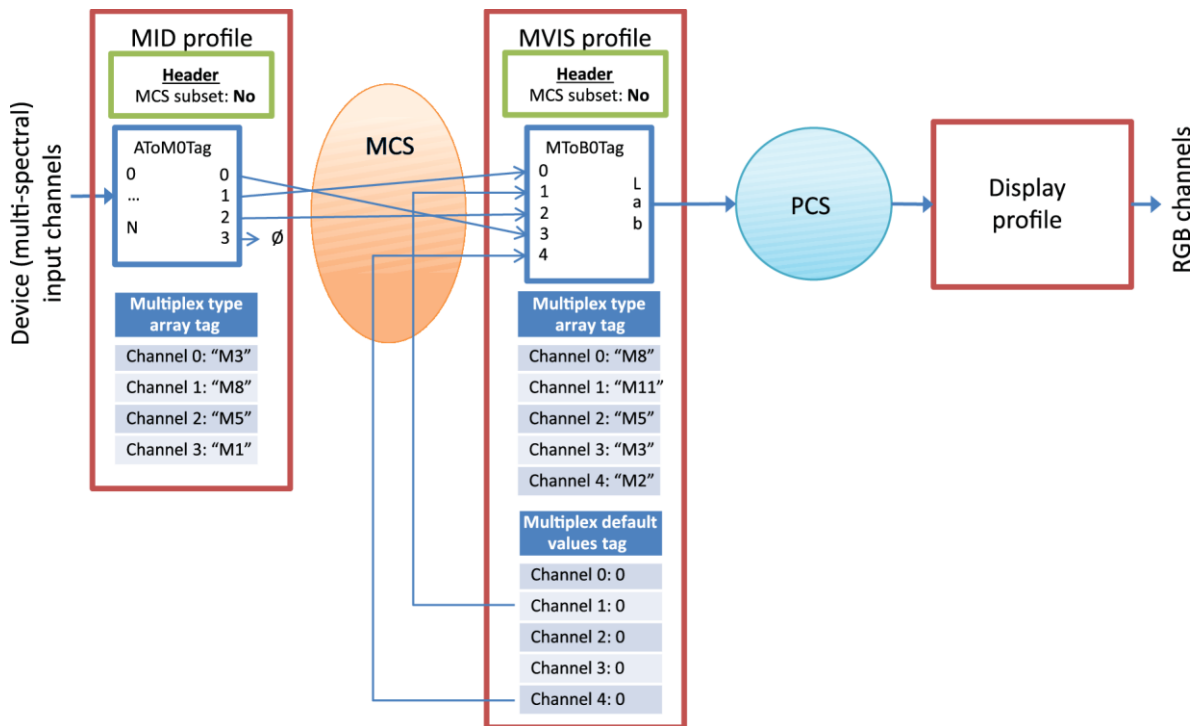 Device (multi-spectral)
input channels
MID profile
Header
MCS subset: No
AToM0Tag
0
...
N
0
1
2
3
Ø
Multiplex type
array tag
Channel 0: “M3”
Channel 1: “M8”
Channel 2: “M5”
Channel 3: “M1”
MCS
MVIS profile
Header
MCS subset: No
MToB0Tag
0
1
2
3
4
L
a
b
Multiplex type
array tag
Channel 0: “M8”
Channel 1: “M11”
Channel 2: “M5”
Channel 3: “M3”
Channel 4: “M2”
Multiplex default
values tag
Channel 0: 0
Channel 1: 0
Channel 2: 0
Channel 3: 0
Channel 4: 0
PCS
Display
profile
RGB channels